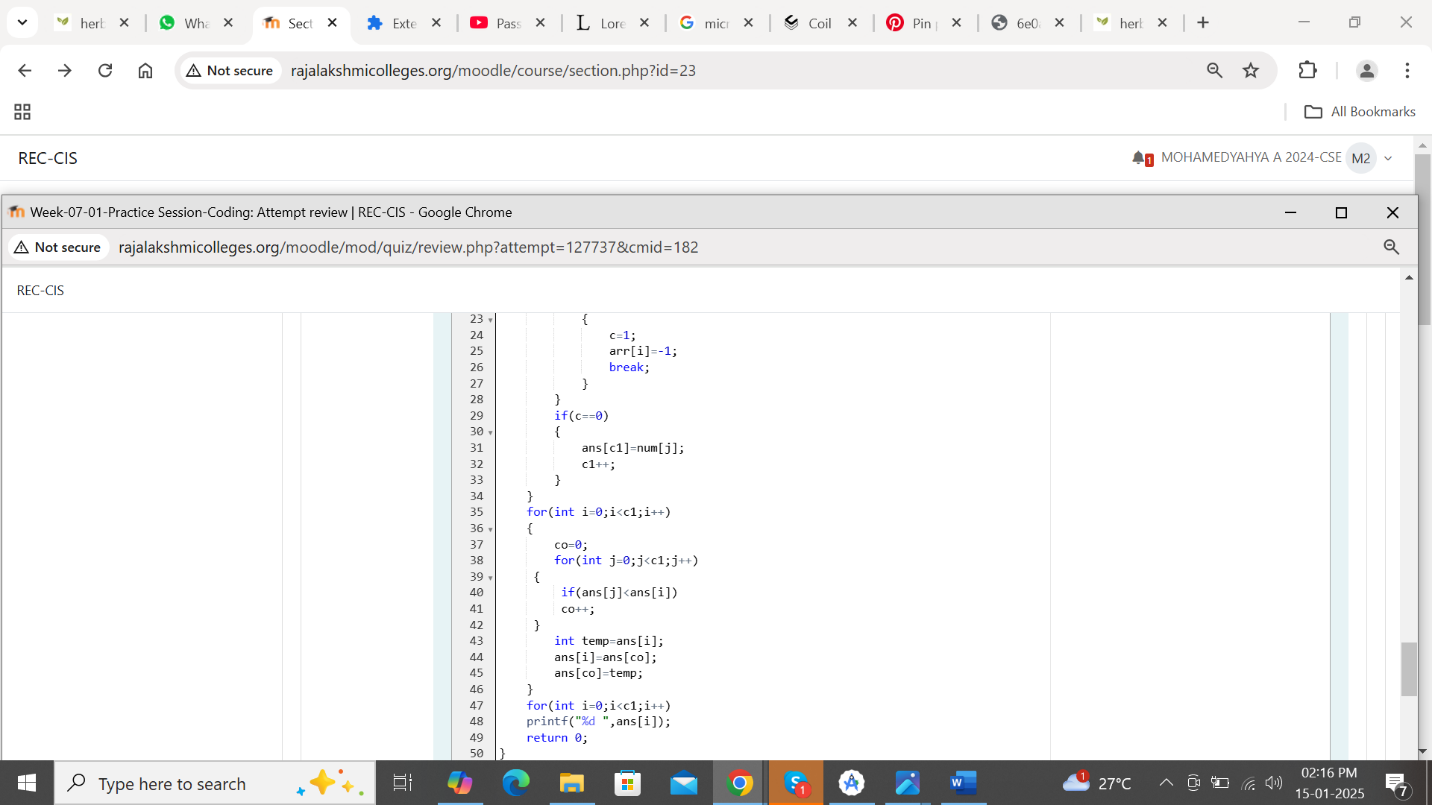 herb
Wha
Sect
Exte
Pass
Lore
micr
Coil
Pin
6e0
herb
Not secure
rajalakshmicolleges.org/moodle/course/section.php?id=23
All Bookmarks
REC-CIS
1
MOHAMEDYAHYA A 2024-CSE
M2
Week-07-01-Practice Session-Coding: Attempt review | REC-CIS - Google Chrome
Not secure
rajalakshmicolleges.org/moodle/mod/quiz/review.php?attempt=127737&cmid=182
REC-CIS
23 {
24 c=1;
25 arr[i]=-1;
26 break;
27 }
28 }
29 if(c==0)
30 {
31 ans[c1]=num[j];
32 c1++;
33 }
34 }
35 for(int i=0;i<c1;i++)
36 {
37 co=0;
38 for(int j=0;j<c1;j++)
39 {
40 if(ans[j]<ans[i])
41 co++;
42 }
43 int temp=ans[i];
44 ans[i]=ans[co];
45 ans[co]=temp;
46 }
47 for(int i=0;i<c1;i++)
48 printf("%d ",ans[i]);
49 return 0;
50 }
Type here to search
1
1
27°C
02:16 PM
15-01-2025
7